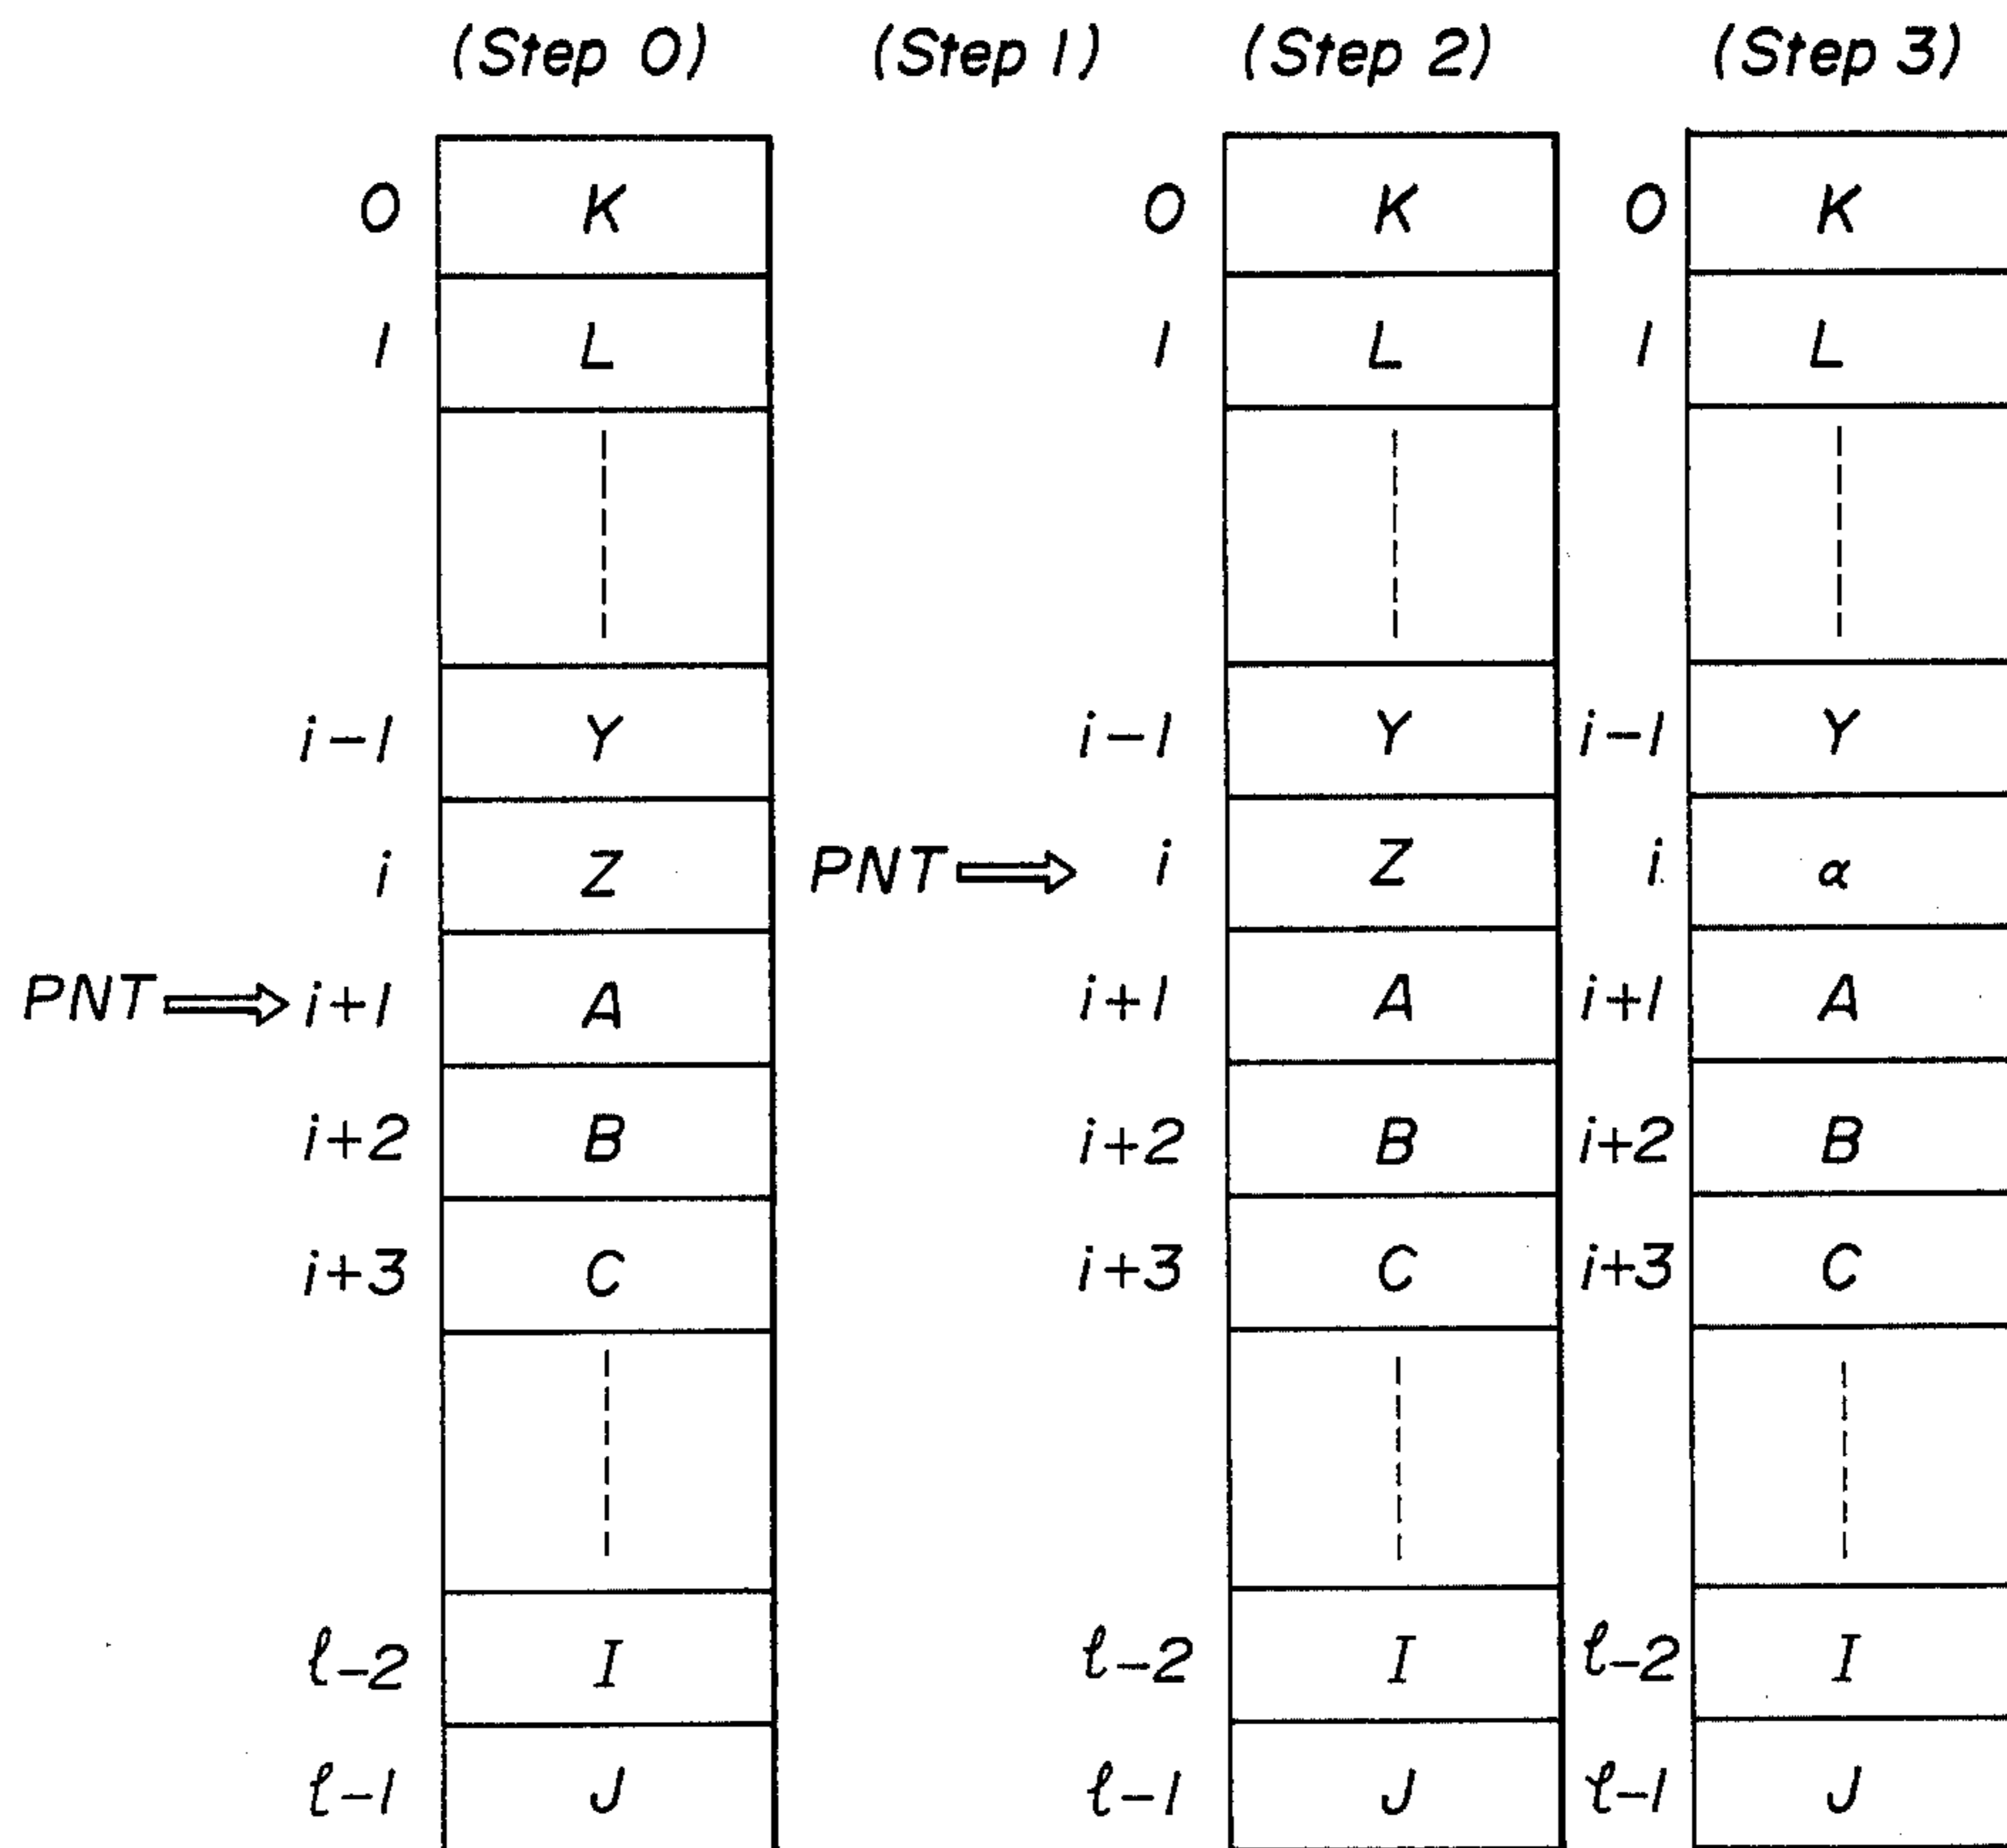 (Step 0) (Step 1) (Step 2) (Step 3)
0 K 0 K 0 K
1 L 1 L 1 L
i-1 Y i-1 Y i-1 Y
i Z PNT i Z i α
PNT i+1 A i+1 A i+1 A
i+2 B i+2 B i+2 B
i+3 C i+3 C i+3 C
ℓ-2 I ℓ-2 I ℓ-2 I
ℓ-1 J ℓ-1 J ℓ-1 J